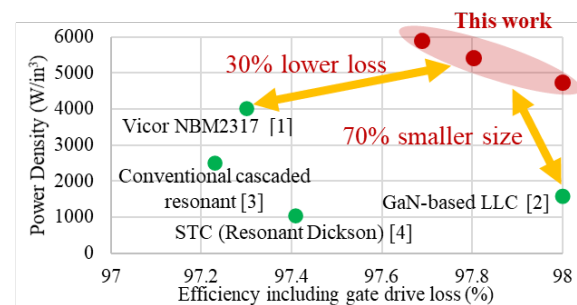 This work
6000
5000
4000
3000
2000
1000
0
Power Density (W/in³)
30% lower loss
Vicor NBM2317 [1]
70% smaller size
Conventional cascaded
resonant [3]
GaN-based LLC [2]
STC (Resonant Dickson) [4]
97 97.2 97.4 97.6 97.8 98
Efficiency including gate drive loss (%)